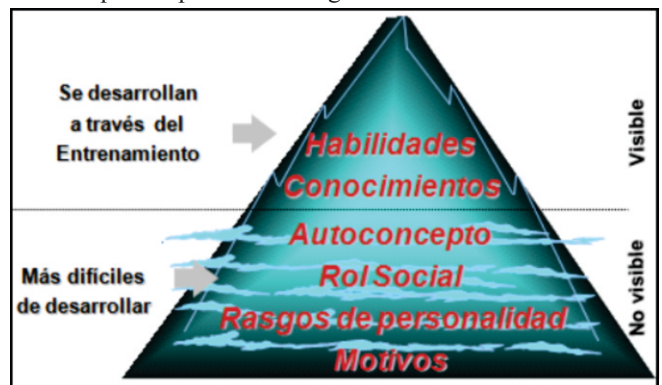 Se desarrollan
a través del
Entrenamiento
Habilidades
Conocimientos
Visible
Más difíciles
de desarrollar
Autoconcepto
Rol Social
Rasgos de personalidad
Motivos
No visible